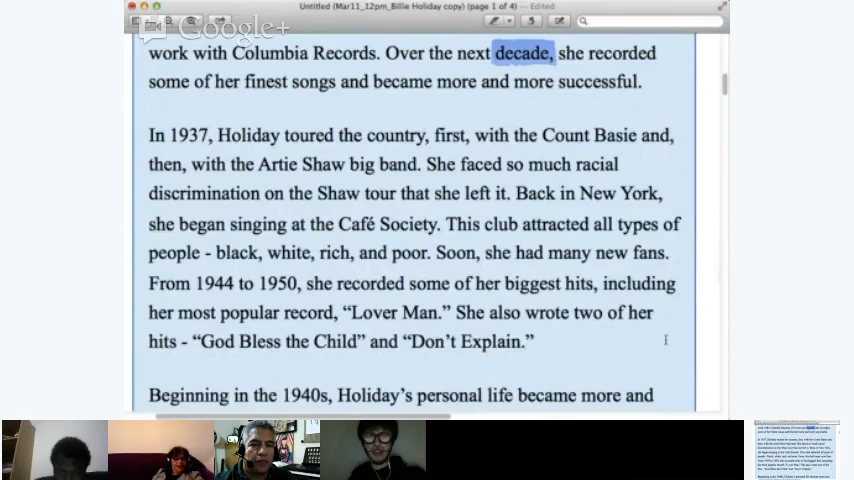 Untitled (Mar11_12pm_Billie Holiday copy) (page 1 of 4) — Edited
Google+
work with Columbia Records. Over the next decade, she recorded
some of her finest songs and became more and more successful.
In 1937, Holiday toured the country, first, with the Count Basie and,
then, with the Artie Shaw big band. She faced so much racial
discrimination on the Shaw tour that she left it. Back in New York,
she began singing at the Café Society. This club attracted all types of
people - black, white, rich, and poor. Soon, she had many new fans.
From 1944 to 1950, she recorded some of her biggest hits, including
her most popular record, “Lover Man.” She also wrote two of her
hits - “God Bless the Child” and “Don’t Explain.”
Beginning in the 1940s, Holiday’s personal life became more and